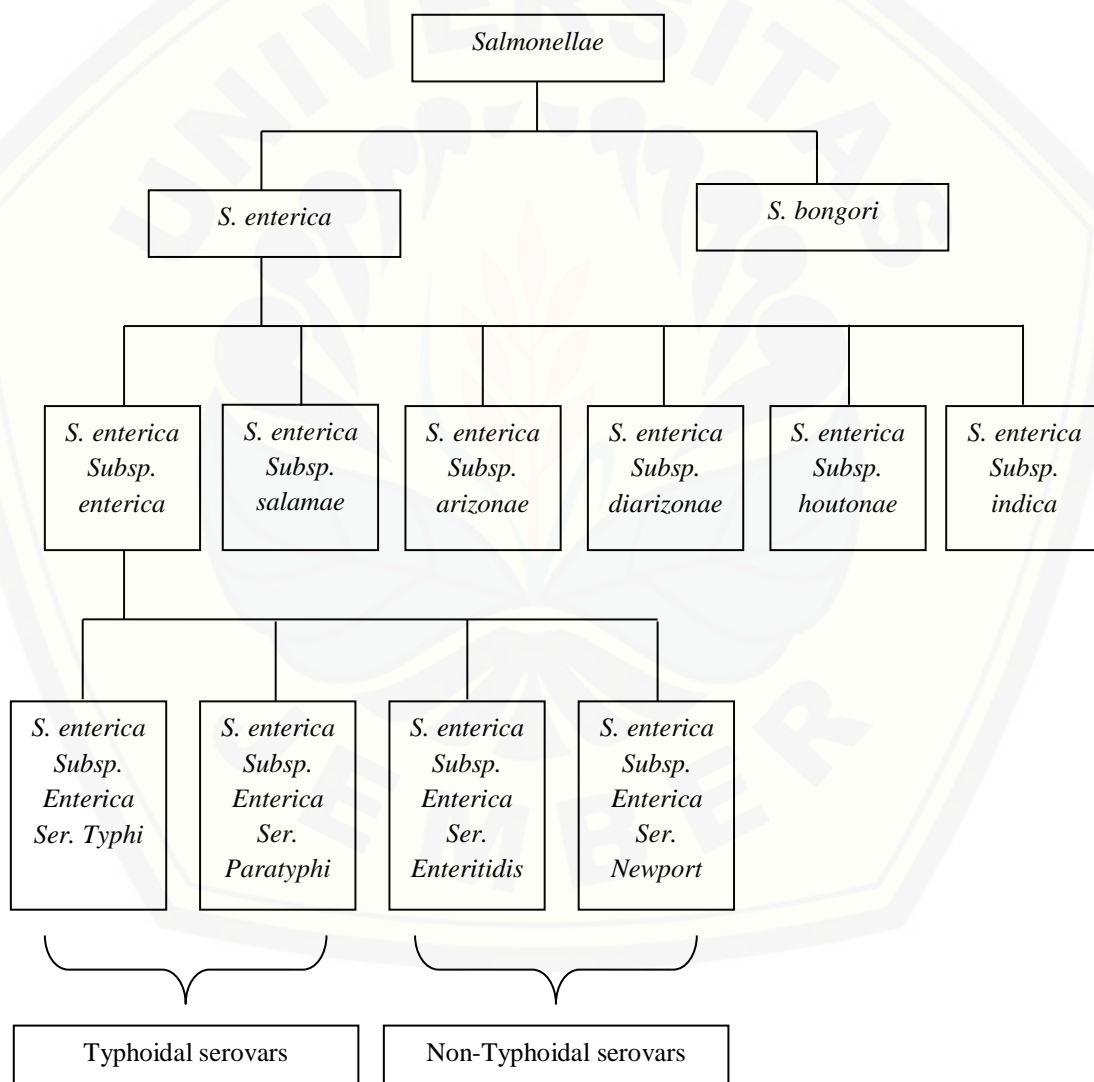 UNIVERSITAS
Salmonellae
S. enterica
S. bongori
S. enterica
Subsp.
enterica
S. enterica
Subsp.
salamae
S. enterica
Subsp.
arizonae
S. enterica
Subsp.
diarizonae
S. enterica
Subsp.
houtonae
S. enterica
Subsp.
indica
S. enterica
Subsp.
Enterica
Ser. Typhi
S. enterica
Subsp.
Enterica
Ser.
Paratyphi
S. enterica
Subsp.
Enterica
Ser.
Enteritidis
S. enterica
Subsp.
Enterica
Ser.
Newport
JEMBER
Typhoidal serovars
Non-Typhoidal serovars